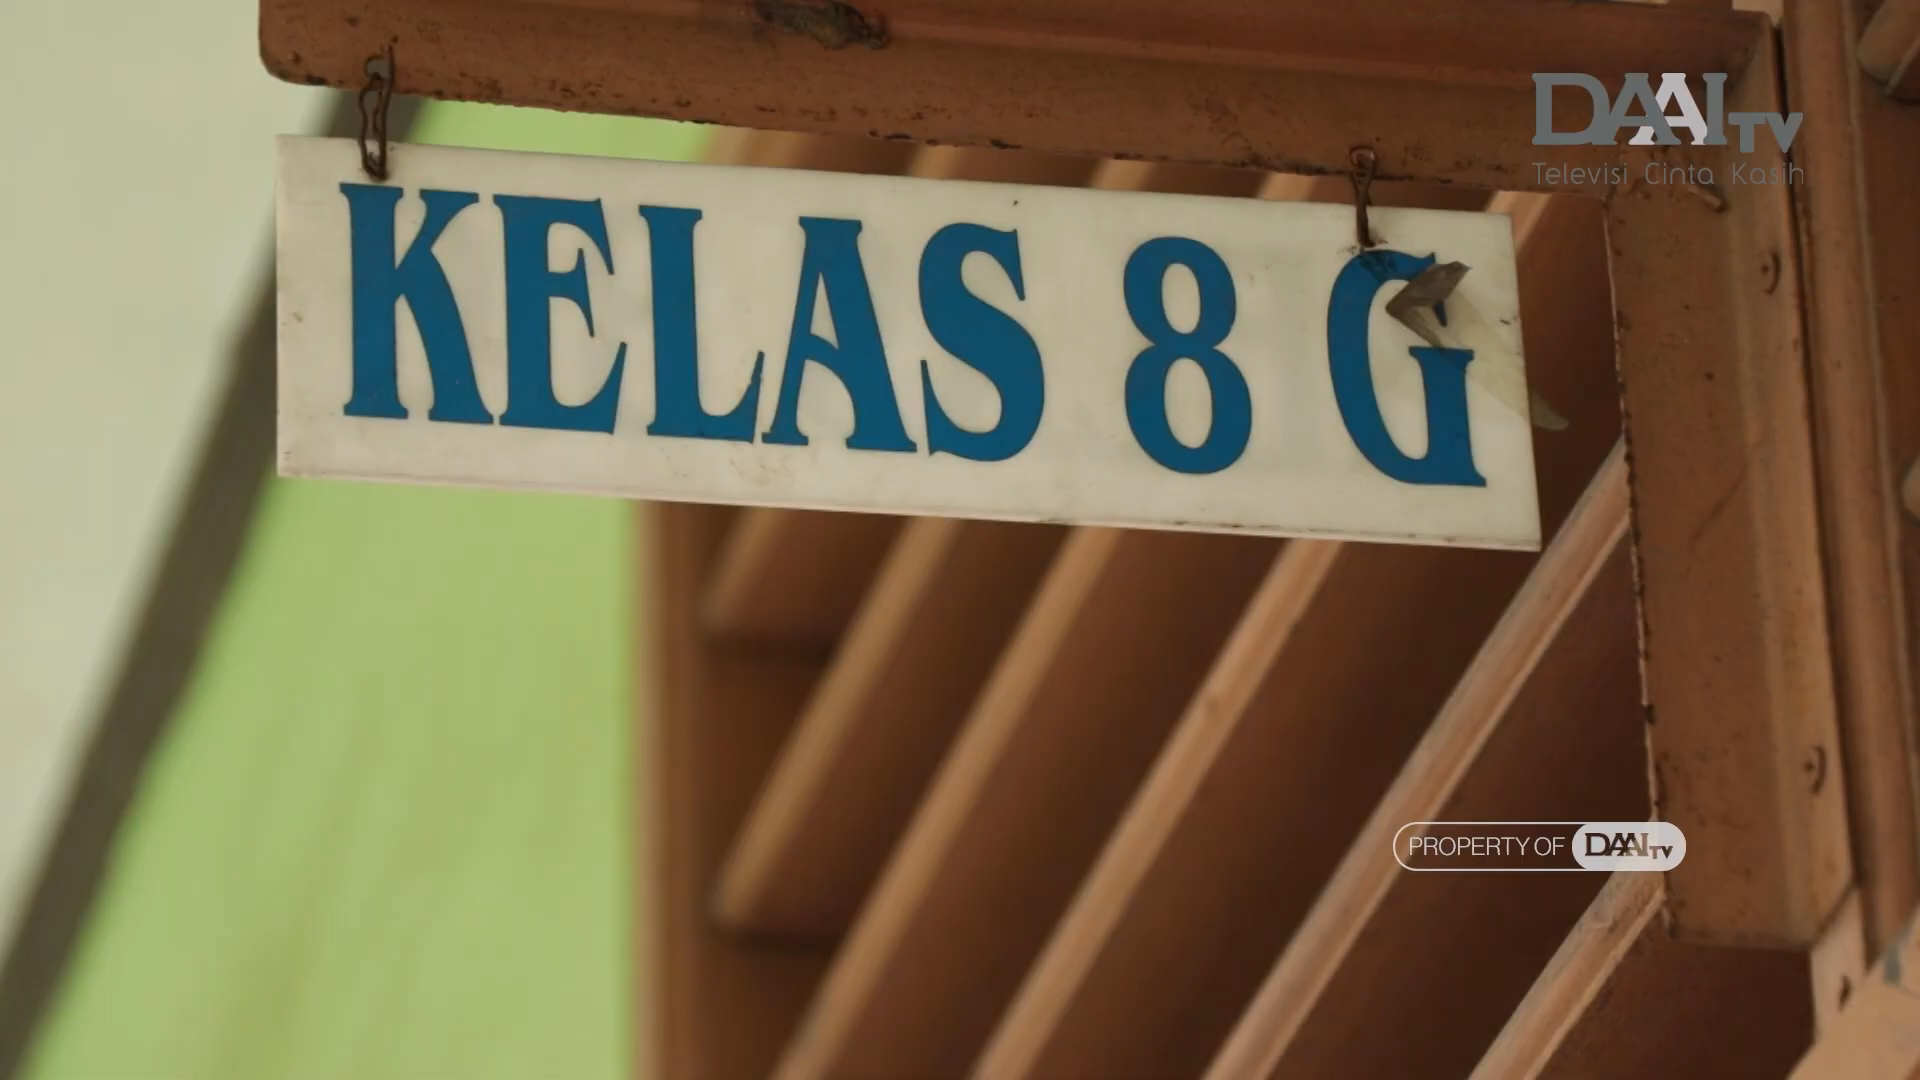 DAAI TV
Televisi Cinta Kasih
KELAS 8 G
PROPERTY OF DAAI TV